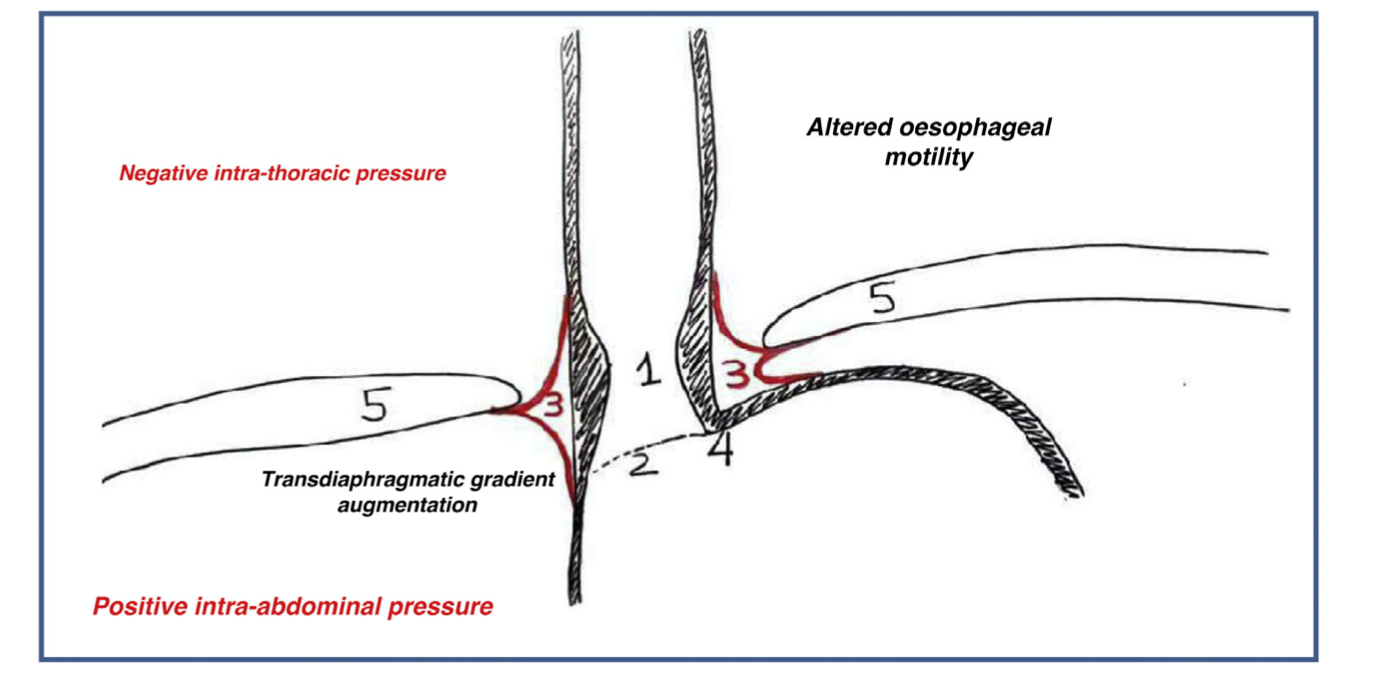 Altered oesophageal
motility
Negative intra-thoracic pressure
5
5
1
3
3
2
4
Transdiaphragmatic gradient
augmentation
Positive intra-abdominal pressure